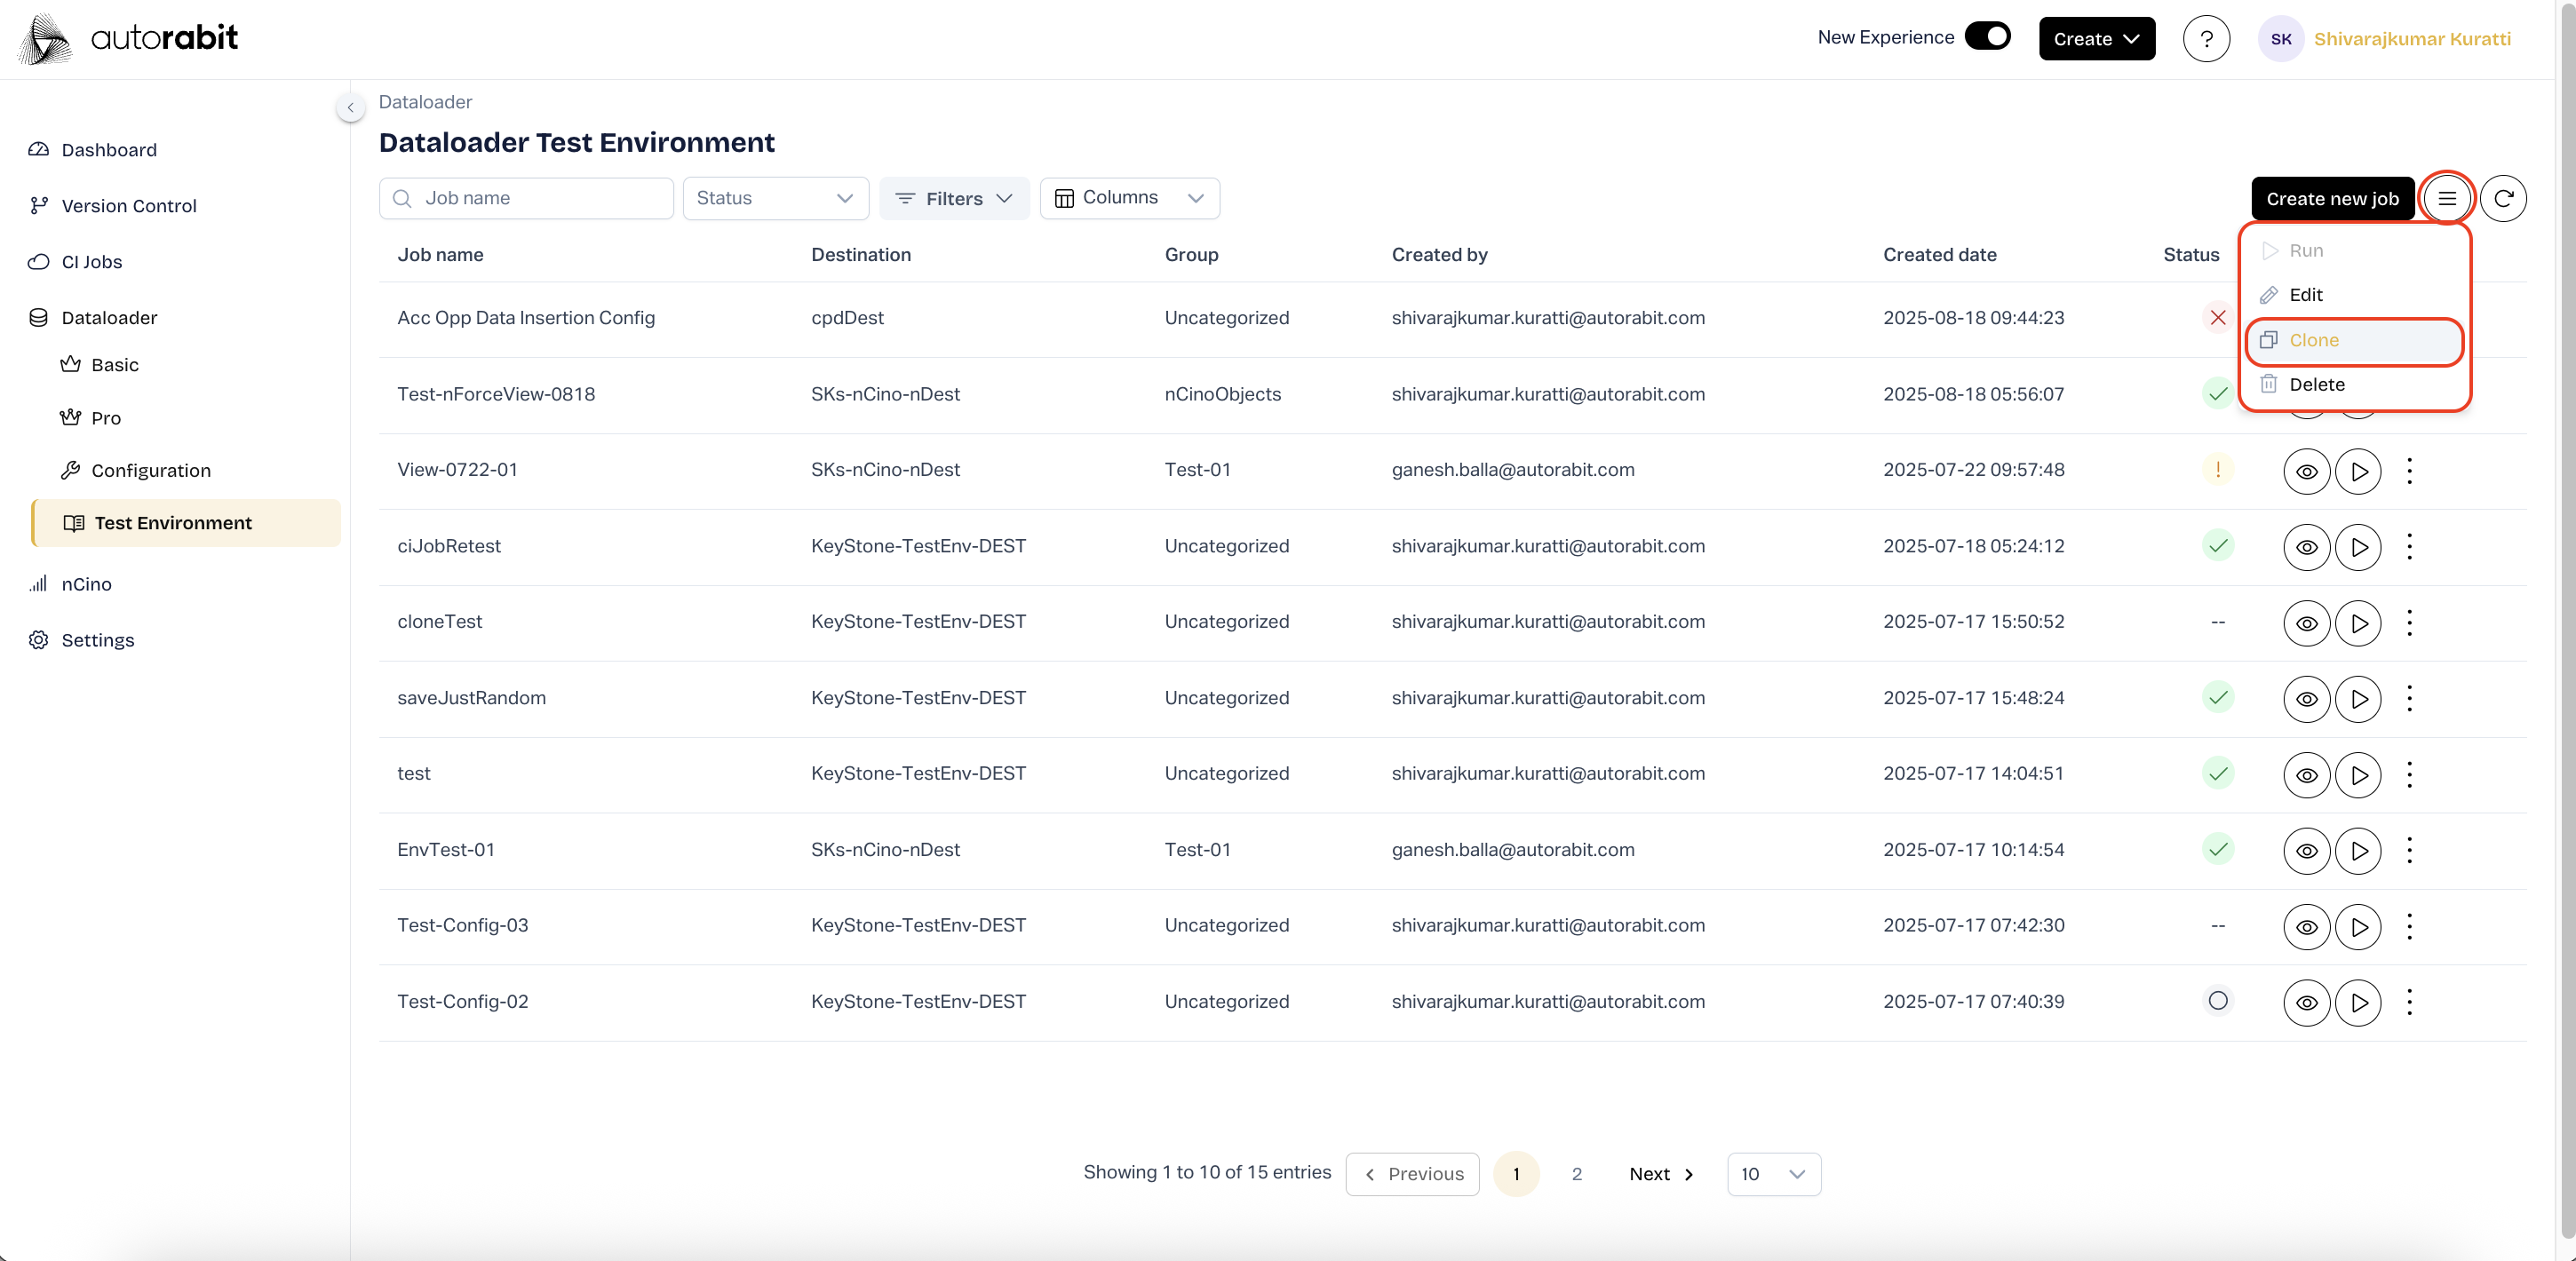 autorabit
New Experience
Create
?
SK
Shivarajkumar Kuratti
Dashboard
Version Control
CI Jobs
Dataloader
Basic
Pro
Configuration
Test Environment
nCino
Settings
Dataloader
Dataloader Test Environment
Job name
Status
Filters
Columns
Create new job
Run
Edit
Clone
Delete
Job name Destination Group Created by Created date Status
Acc Opp Data Insertion Config cpdDest Uncategorized shivarajkumar.kuratti@autorabit.com 2025-08-18 09:44:23
Test-nForceView-0818 SKs-nCino-nDest nCinoObjects shivarajkumar.kuratti@autorabit.com 2025-08-18 05:56:07
View-0722-01 SKs-nCino-nDest Test-01 ganesh.balla@autorabit.com 2025-07-22 09:57:48 !
ciJobRetest KeyStone-TestEnv-DEST Uncategorized shivarajkumar.kuratti@autorabit.com 2025-07-18 05:24:12
cloneTest KeyStone-TestEnv-DEST Uncategorized shivarajkumar.kuratti@autorabit.com 2025-07-17 15:50:52 --
saveJustRandom KeyStone-TestEnv-DEST Uncategorized shivarajkumar.kuratti@autorabit.com 2025-07-17 15:48:24
test KeyStone-TestEnv-DEST Uncategorized shivarajkumar.kuratti@autorabit.com 2025-07-17 14:04:51
EnvTest-01 SKs-nCino-nDest Test-01 ganesh.balla@autorabit.com 2025-07-17 10:14:54
Test-Config-03 KeyStone-TestEnv-DEST Uncategorized shivarajkumar.kuratti@autorabit.com 2025-07-17 07:42:30 --
Test-Config-02 KeyStone-TestEnv-DEST Uncategorized shivarajkumar.kuratti@autorabit.com 2025-07-17 07:40:39
Showing 1 to 10 of 15 entries Previous 1 2 Next 10